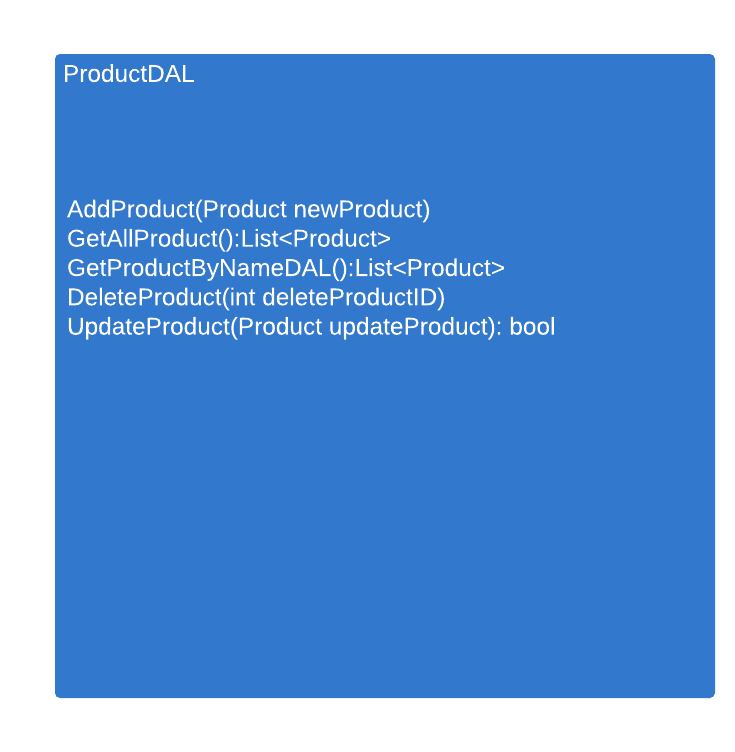 ProductDAL
AddProduct(Product newProduct)
GetAllProduct():List<Product>
GetProductByNameDAL():List<Product>
DeleteProduct(int deleteProductID)
UpdateProduct(Product updateProduct): bool